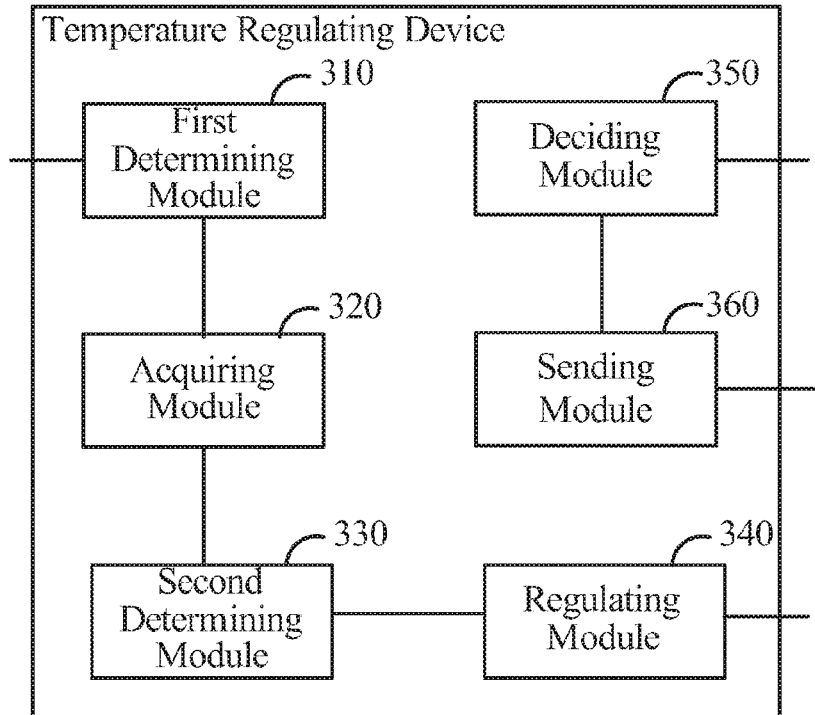 Temperature Regulating Device
310
First
Determining
Module
350
Deciding
Module
320
Acquiring
Module
360
Sending
Module
330
Second
Determining
Module
340
Regulating
Module